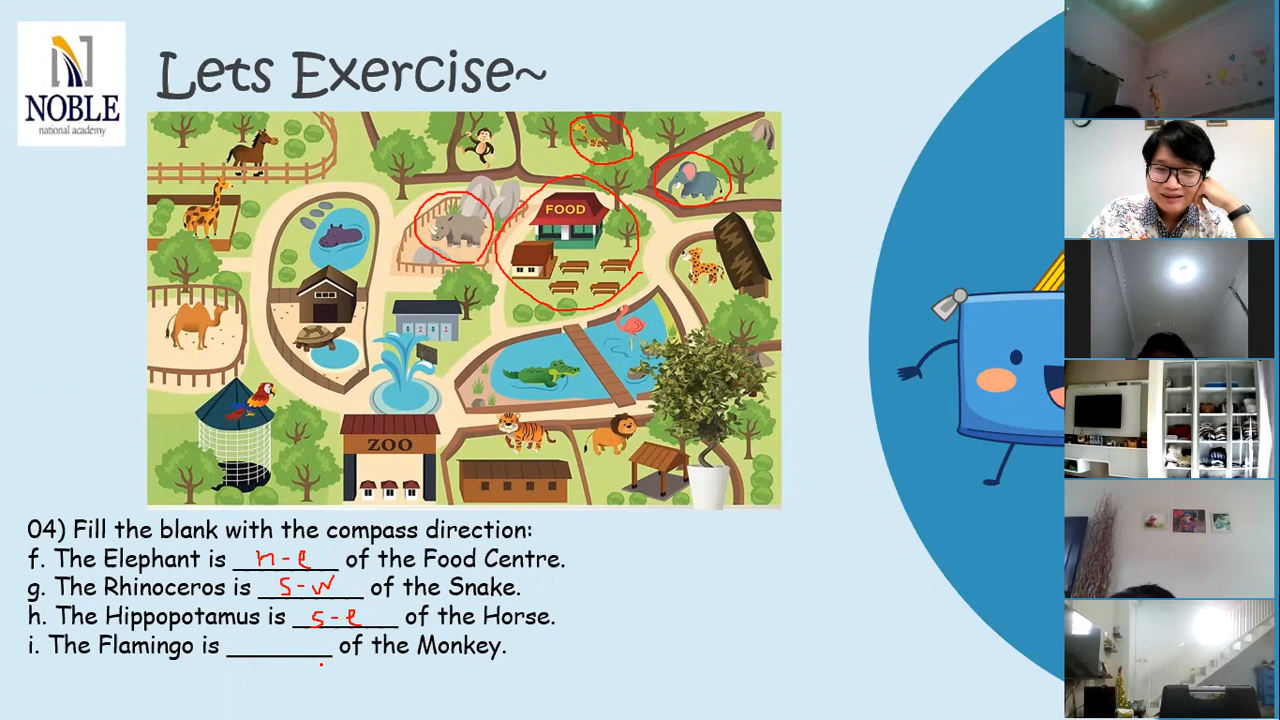 NOBLE
national academy
Lets Exercise~
FOOD
ZOO
04) Fill the blank with the compass direction:
f. The Elephant is n-e of the Food Centre.
g. The Rhinoceros is s-w of the Snake.
h. The Hippopotamus is s-e of the Horse.
i. The Flamingo is ________ of the Monkey.